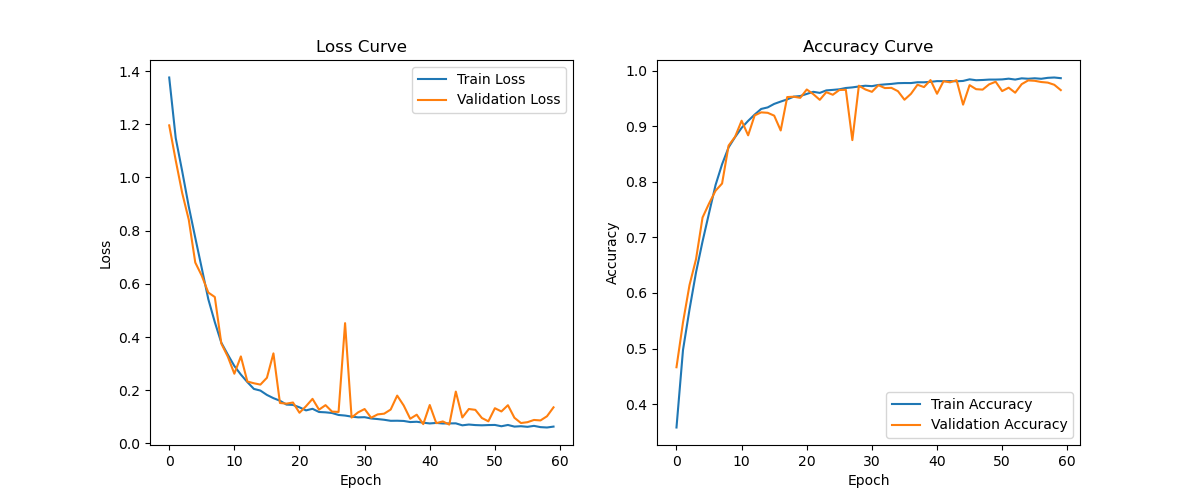 Loss Curve
Loss
1.4
1.2
1.0
0.8
0.6
0.4
0.2
0.0
Train Loss
Validation Loss
0 10 20 30 40 50 60
Epoch
Accuracy Curve
Accuracy
1.0
0.9
0.8
0.7
0.6
0.5
0.4
Train Accuracy
Validation Accuracy
0 10 20 30 40 50 60
Epoch